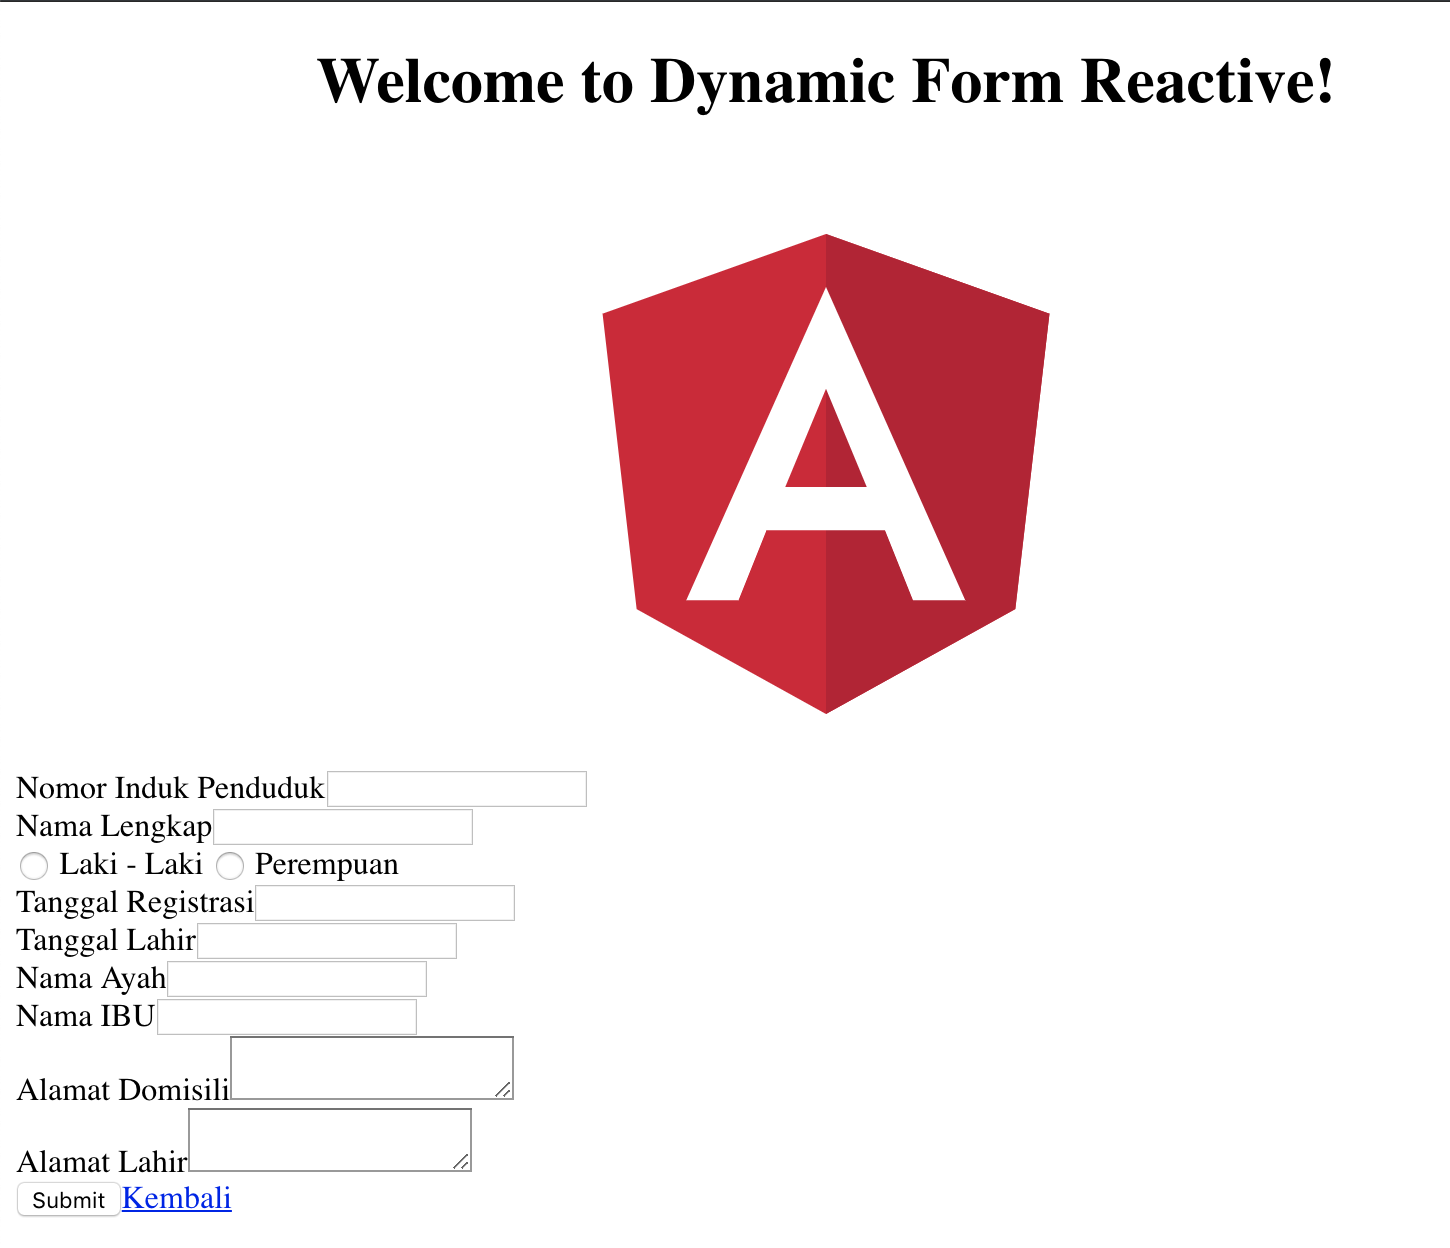 Welcome to Dynamic Form Reactive!
A
Nomor Induk Penduduk
Nama Lengkap
Laki - Laki Perempuan
Tanggal Registrasi
Tanggal Lahir
Nama Ayah
Nama IBU
Alamat Domisili
Alamat Lahir
Submit Kembali